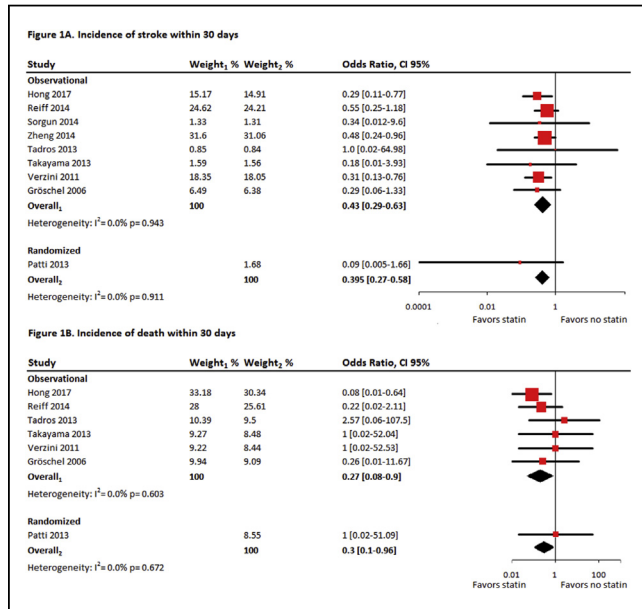 Figure 1A. Incidence of stroke within 30 days
Study Weight₁ % Weight₂ % Odds Ratio, CI 95%
Observational
Hong 2017 15.17 14.91 0.29 (0.11-0.77)
Reiff 2014 24.62 24.21 0.55 (0.25-1.18)
Sorgun 2014 1.33 1.31 0.34 (0.012-9.6)
Zheng 2014 31.6 31.06 0.48 (0.24-0.96)
Tadros 2013 0.85 0.84 1.0 (0.02-64.98)
Takayama 2013 1.59 1.56 0.18 (0.01-3.93)
Verzini 2011 18.35 18.05 0.31 (0.13-0.76)
Gröschel 2006 6.49 6.38 0.29 (0.06-1.33)
Overall₁ 100 0.43 (0.29-0.63)
Heterogeneity: I²= 0.0% p= 0.943
Randomized
Patti 2013 1.68 0.09 (0.005-1.66)
Overall₂ 100 0.395 (0.27-0.58)
Heterogeneity: I²= 0.0% p= 0.911
0.0001 0.01 1
Favors statin Favors no statin
Figure 1B. Incidence of death within 30 days
Study Weight₁ % Weight₂ % Odds Ratio, CI 95%
Observational
Hong 2017 33.18 30.34 0.08 (0.01-0.64)
Reiff 2014 28 25.61 0.22 (0.02-2.11)
Tadros 2013 10.39 9.5 2.57 (0.06-107.5)
Takayama 2013 9.27 8.48 1 (0.02-52.04)
Verzini 2011 9.22 8.44 1 (0.02-52.53)
Gröschel 2006 9.94 9.09 0.26 (0.01-11.67)
Overall₁ 100 0.27 (0.08-0.9)
Heterogeneity: I²= 0.0% p= 0.603
Randomized
Patti 2013 8.55 1 (0.02-51.09)
Overall₂ 100 0.3 (0.1-0.96)
Heterogeneity: I²= 0.0% p= 0.672
0.01 1 100
Favors statin Favors no statin